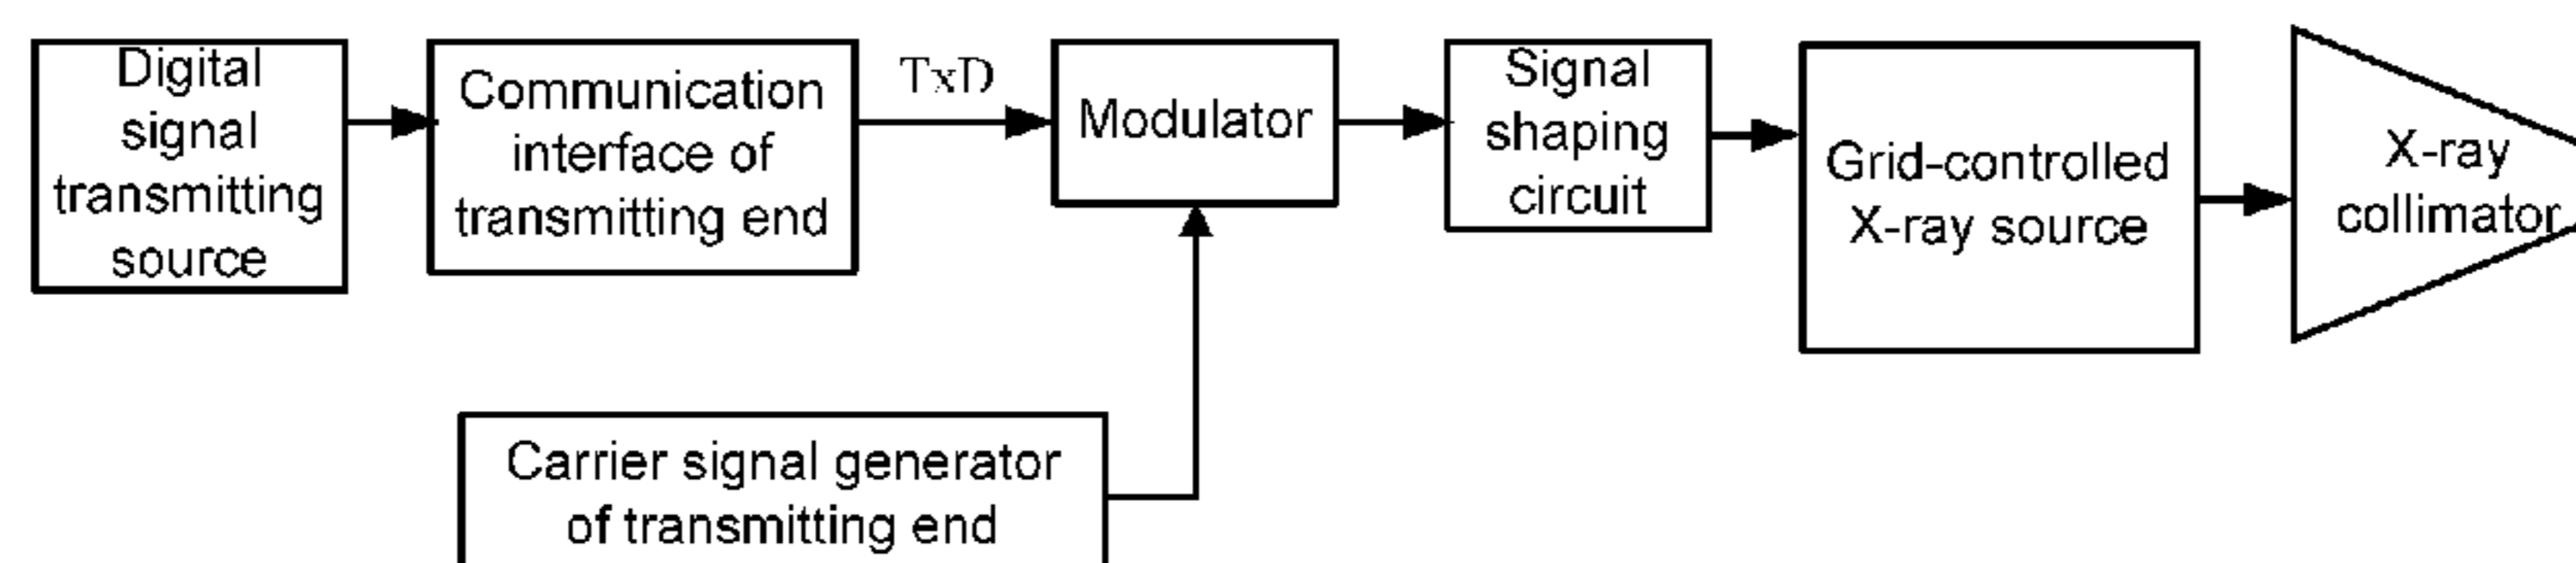 Digital
signal
transmitting
source
Communication
interface of
transmitting end
TxD
Modulator
Signal
shaping
circuit
Grid-controlled
X-ray source
X-ray
collimator
Carrier signal generator
of transmitting end